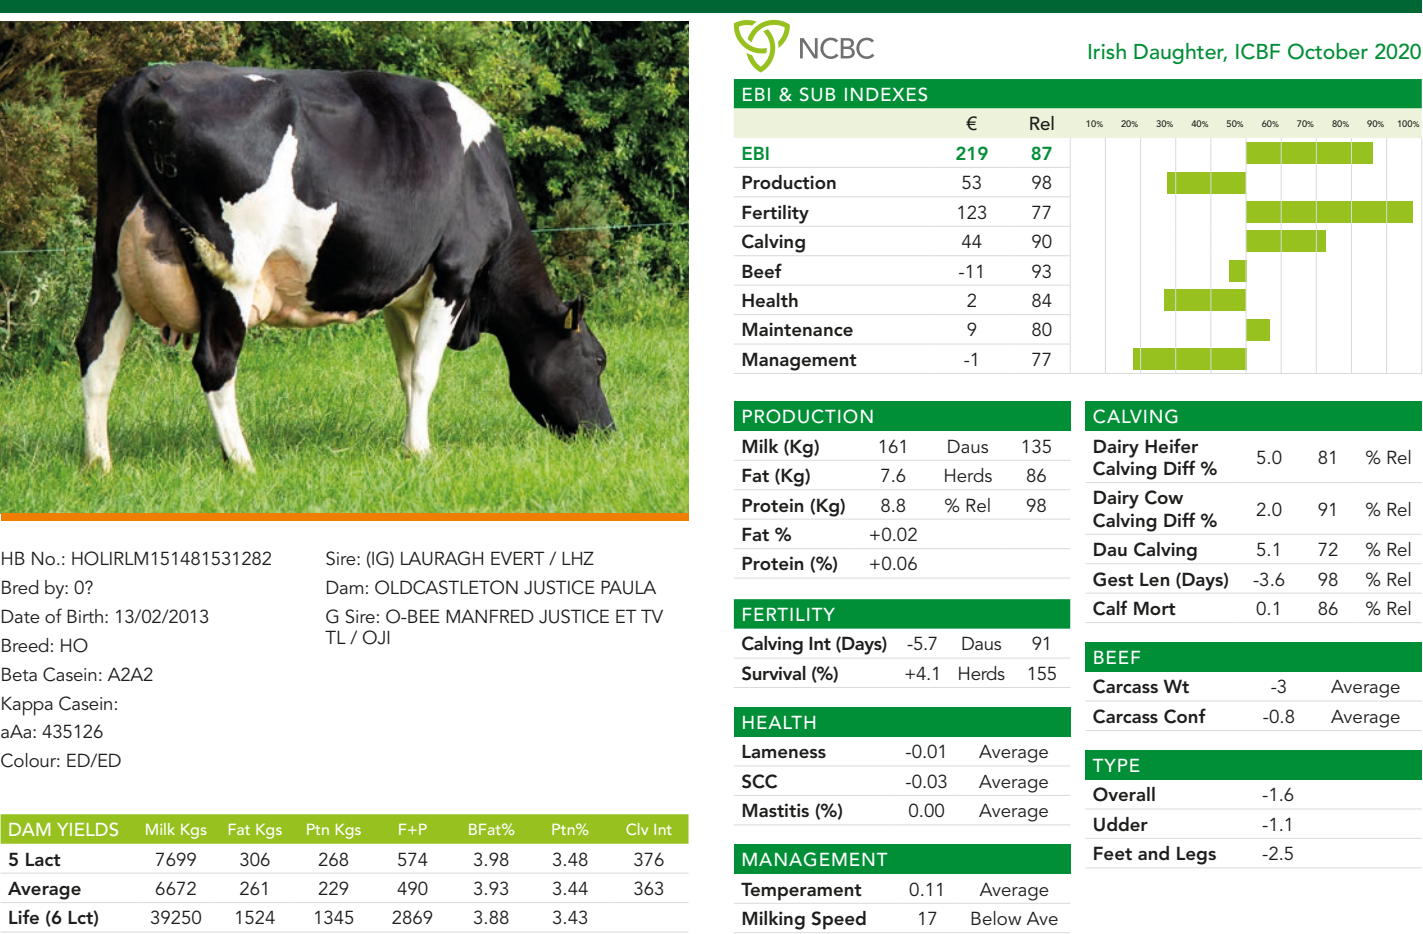 NCBC
Irish Daughter, ICBF October 2020
EBI & SUB INDEXES
€ Rel 10% 20% 30% 40% 50% 60% 70% 80% 90% 100%
EBI 219 87
Production 53 98
Fertility 123 77
Calving 44 90
Beef -11 93
Health 2 84
Maintenance 9 80
Management -1 77
HB No.: HOLIRLM151481531282
Bred by: 0?
Date of Birth: 13/02/2013
Breed: HO
Beta Casein: A2A2
Kappa Casein:
aAa: 435126
Colour: ED/ED
Sire: (IG) LAURAGH EVERT / LHZ
Dam: OLDCASTLETON JUSTICE PAULA
G Sire: O-BEE MANFRED JUSTICE ET TV
TL / OJI
DAM YIELDS Milk Kgs Fat Kgs Ptn Kgs F+P BFat% Ptn% Clv Int
5 Lact 7699 306 268 574 3.98 3.48 376
Average 6672 261 229 490 3.93 3.44 363
Life (6 Lct) 39250 1524 1345 2869 3.88 3.43
PRODUCTION
Milk (Kg) 161 Daus 135
Fat (Kg) 7.6 Herds 86
Protein (Kg) 8.8 % Rel 98
Fat % +0.02
Protein (%) +0.06
FERTILITY
Calving Int (Days) -5.7 Daus 91
Survival (%) +4.1 Herds 155
HEALTH
Lameness -0.01 Average
SCC -0.03 Average
Mastitis (%) 0.00 Average
MANAGEMENT
Temperament 0.11 Average
Milking Speed 17 Below Ave
CALVING
Dairy Heifer
Calving Diff % 5.0 81 % Rel
Dairy Cow
Calving Diff % 2.0 91 % Rel
Dau Calving 5.1 72 % Rel
Gest Len (Days) -3.6 98 % Rel
Calf Mort 0.1 86 % Rel
BEEF
Carcass Wt -3 Average
Carcass Conf -0.8 Average
TYPE
Overall -1.6
Udder -1.1
Feet and Legs -2.5